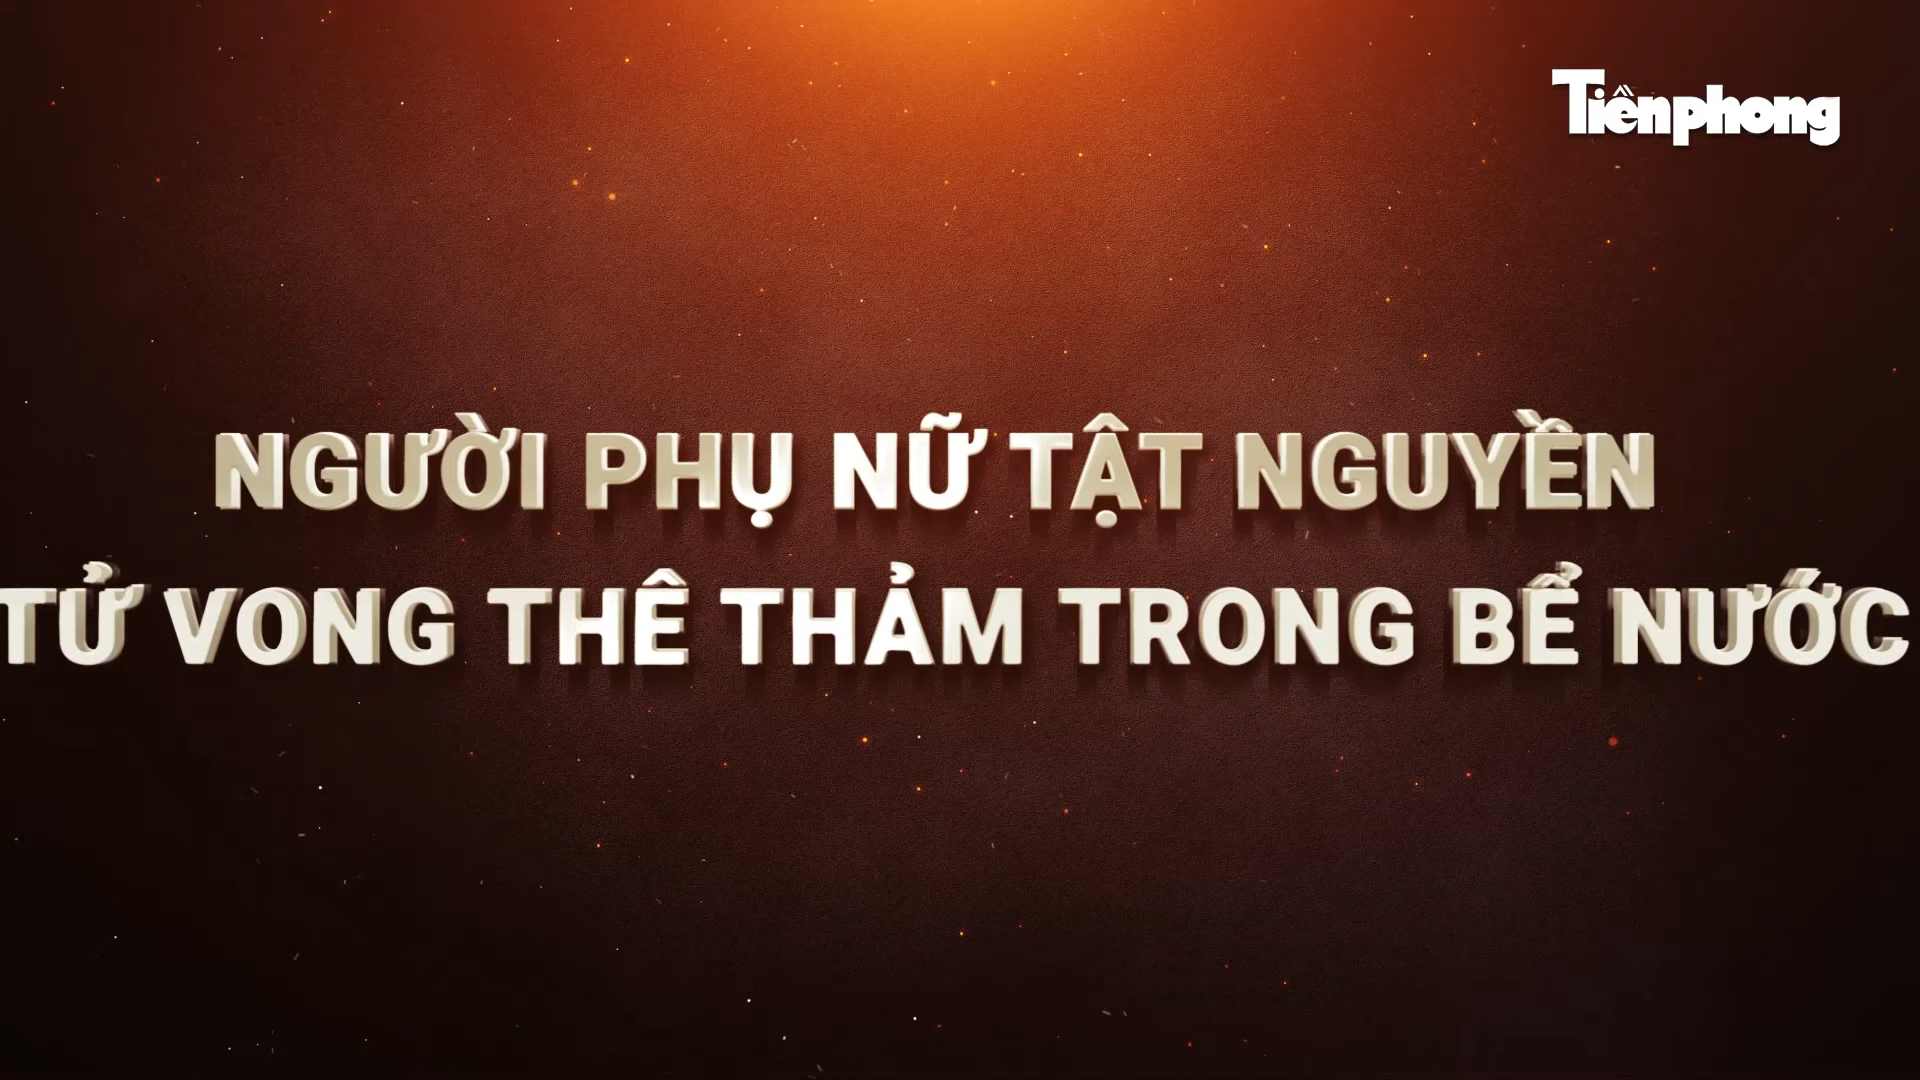 Tiềnphong
NGƯỜI PHỤ NỮ TẬT NGUYỀN
TỬ VONG THÊ THẢM TRONG BỂ NƯỚC